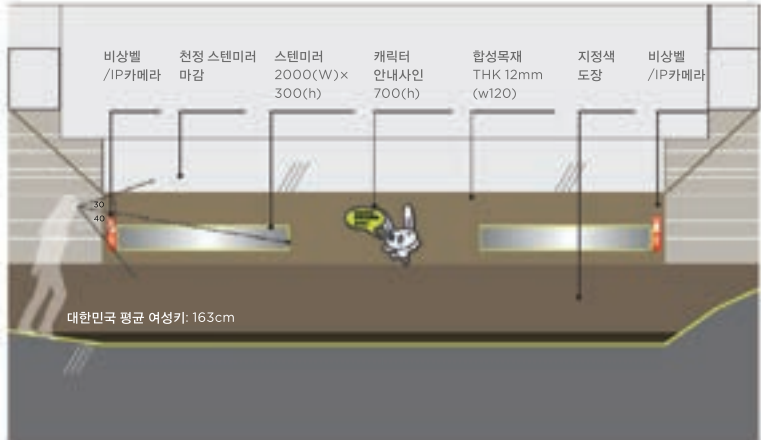 비상벨
/IP카메라
천정 스텐미러
마감
스텐미러
2000(W)×
300(h)
캐릭터
안내사인
700(h)
합성목재
THK 12mm
(w120)
지정색
도장
비상벨
/IP카메라
30
40
대한민국 평균 여성키: 163cm